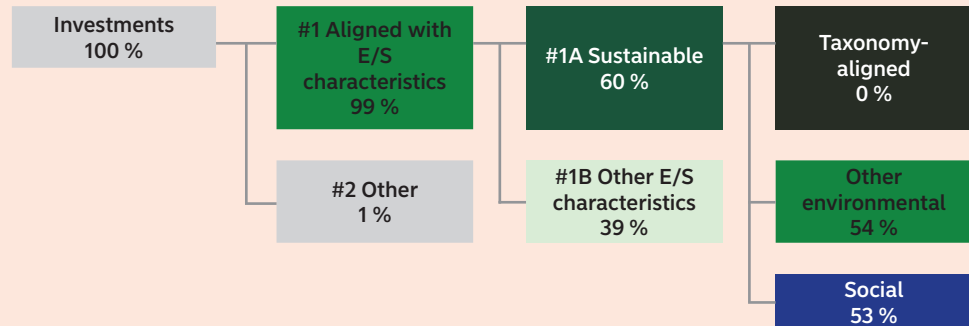 Investments
100 %
#1 Aligned with
E/S
characteristics
99 %
#1A Sustainable
60 %
Taxonomy-
aligned
0 %
#2 Other
1 %
#1B Other E/S
characteristics
39 %
Other
environmental
54 %
Social
53 %